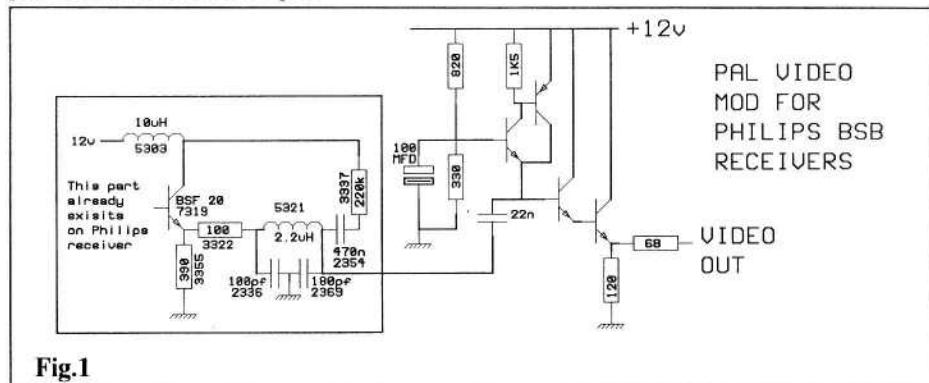 +12v
PAL VIDEO
MOD FOR
PHILIPS BSB
RECEIVERS
820
1K5
100
MFD
330
22n
68
VIDEO
OUT
120
10uH
5303
12v
This part
already
exisits
on Philips
receiver
BSF 20
7319
100
3322
390
3355
5321
2.2uH
3337
220k
470n
2354
100pf
2336
180pf
2369
Fig.1